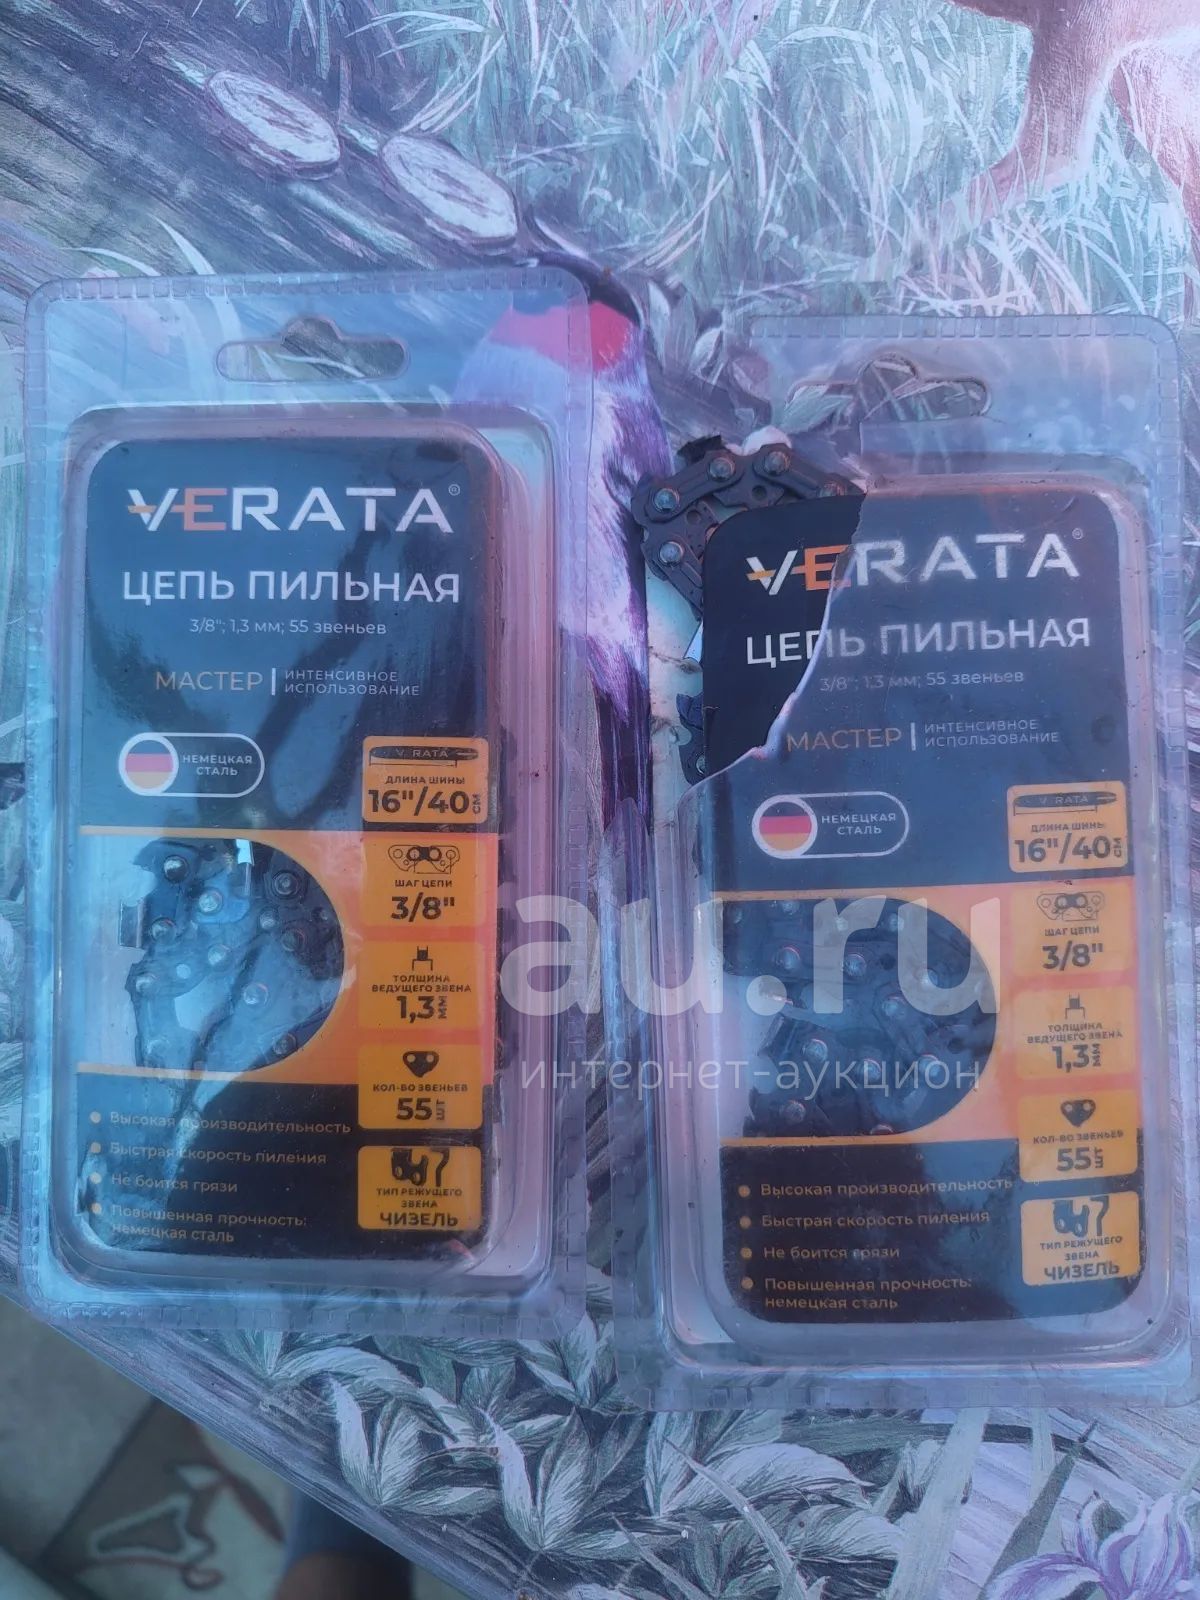 VERATA®
ЦЕПЬ ПИЛЬНАЯ
3/8"; 1,3 мм; 55 звеньев
МАСТЕР | ИНТЕНСИВНОЕ
ИСПОЛЬЗОВАНИЕ
НЕМЕЦКАЯ
СТАЛЬ
V RATA
ДЛИНА ШИНЫ
16"/40 СМ
ШАГ ЦЕПИ
3/8"
ТОЛЩИНА
ВЕДУЩЕГО ЗВЕНА
1,3 ММ
КОЛ-ВО ЗВЕНЬЕВ
55 ШТ
ТИП РЕЖУЩЕГО
ЗВЕНА
ЧИЗЕЛЬ
Высокая производительность
Быстрая скорость пиления
Не боится грязи
Повышенная прочность:
немецкая сталь
VERATA®
ЦЕПЬ ПИЛЬНАЯ
3/8"; 1,3 мм; 55 звеньев
МАСТЕР | ИНТЕНСИВНОЕ
ИСПОЛЬЗОВАНИЕ
НЕМЕЦКАЯ
СТАЛЬ
V RATA
ДЛИНА ШИНЫ
16"/40 СМ
ШАГ ЦЕПИ
3/8"
ТОЛЩИНА
ВЕДУЩЕГО ЗВЕНА
1,3 ММ
КОЛ-ВО ЗВЕНЬЕВ
55 ШТ
ТИП РЕЖУЩЕГО
ЗВЕНА
ЧИЗЕЛЬ
Высокая производительность
Быстрая скорость пиления
Не боится грязи
Повышенная прочность:
немецкая сталь
au.ru
интернет-аукцион